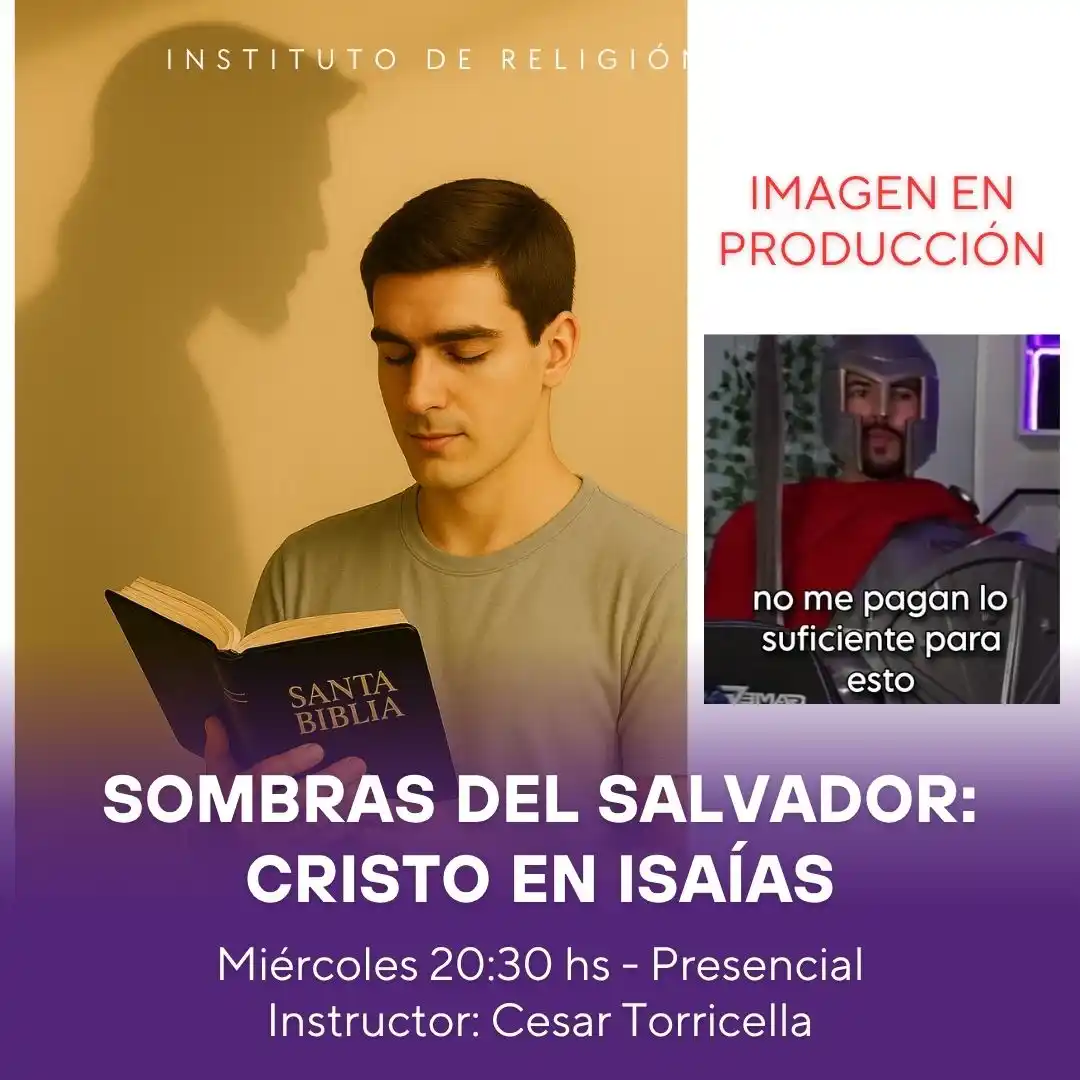 INSTITUTO DE RELIGIÓN
IMAGEN EN
PRODUCCIÓN
no me pagan lo
suficiente para
esto
SANTA
BIBLIA
SOMBRAS DEL SALVADOR:
CRISTO EN ISAÍAS
Miércoles 20:30 hs - Presencial
Instructor: Cesar Torricella